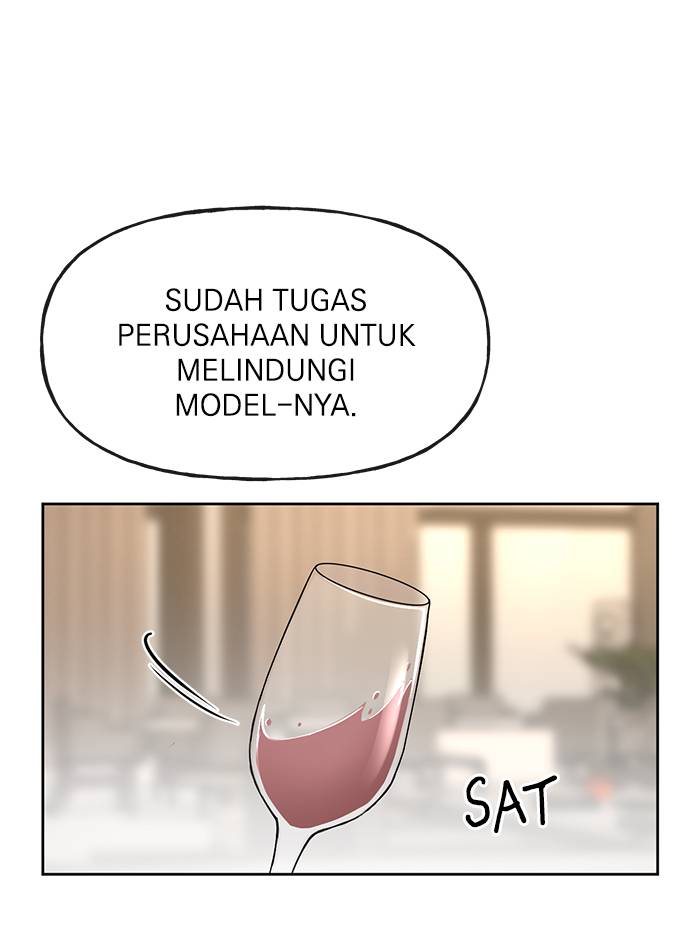 SUDAH TUGAS
PERUSAHAAN UNTUK
MELINDUNGI
MODEL-NYA.
SAT